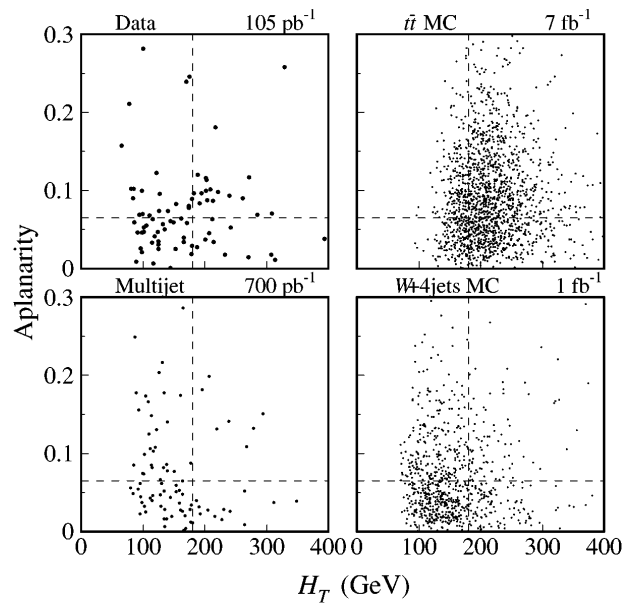 Data 105 pb⁻¹
tt̄ MC 7 fb⁻¹
0.3
0.2
0.1
0
Multijet 700 pb⁻¹
W+4jets MC 1 fb⁻¹
0.3
0.2
0.1
0
Aplanarity
0 100 200 300 400 0 100 200 300 400
H_T (GeV)